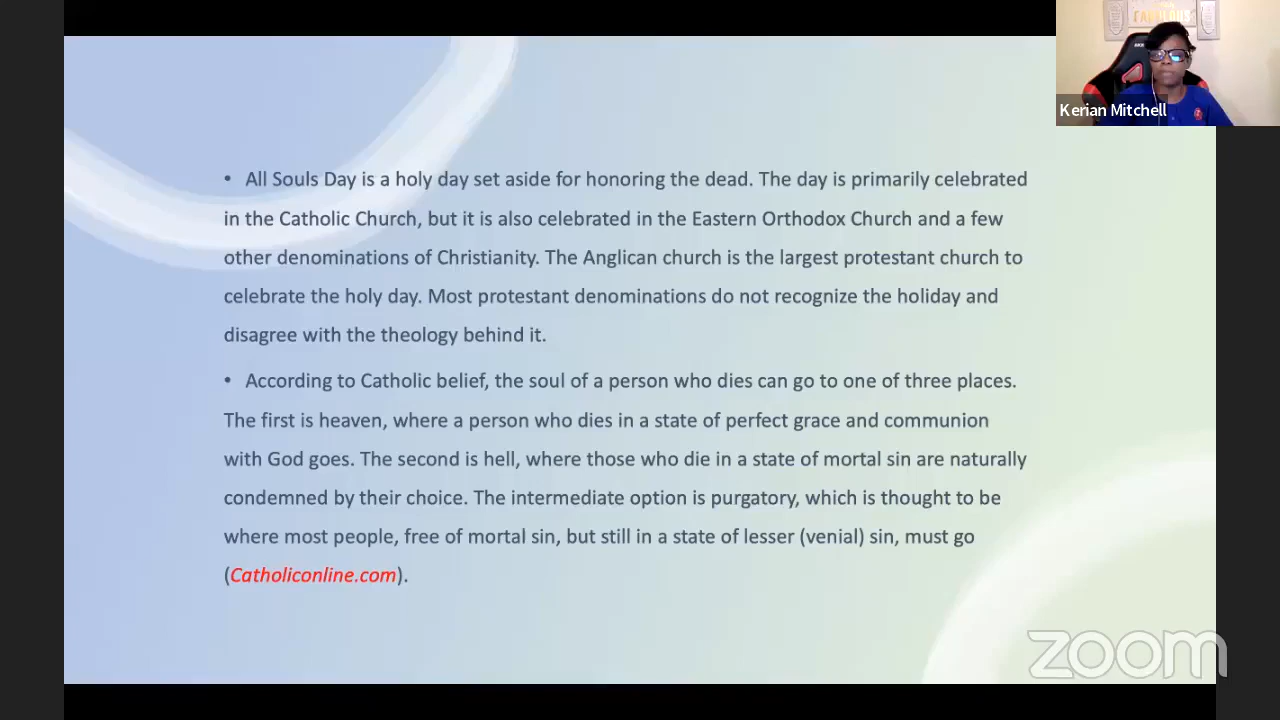 Kerian Mitchell
• All Souls Day is a holy day set aside for honoring the dead. The day is primarily celebrated
in the Catholic Church, but it is also celebrated in the Eastern Orthodox Church and a few
other denominations of Christianity. The Anglican church is the largest protestant church to
celebrate the holy day. Most protestant denominations do not recognize the holiday and
disagree with the theology behind it.
• According to Catholic belief, the soul of a person who dies can go to one of three places.
The first is heaven, where a person who dies in a state of perfect grace and communion
with God goes. The second is hell, where those who die in a state of mortal sin are naturally
condemned by their choice. The intermediate option is purgatory, which is thought to be
where most people, free of mortal sin, but still in a state of lesser (venial) sin, must go
(Catholiconline.com).
zoom